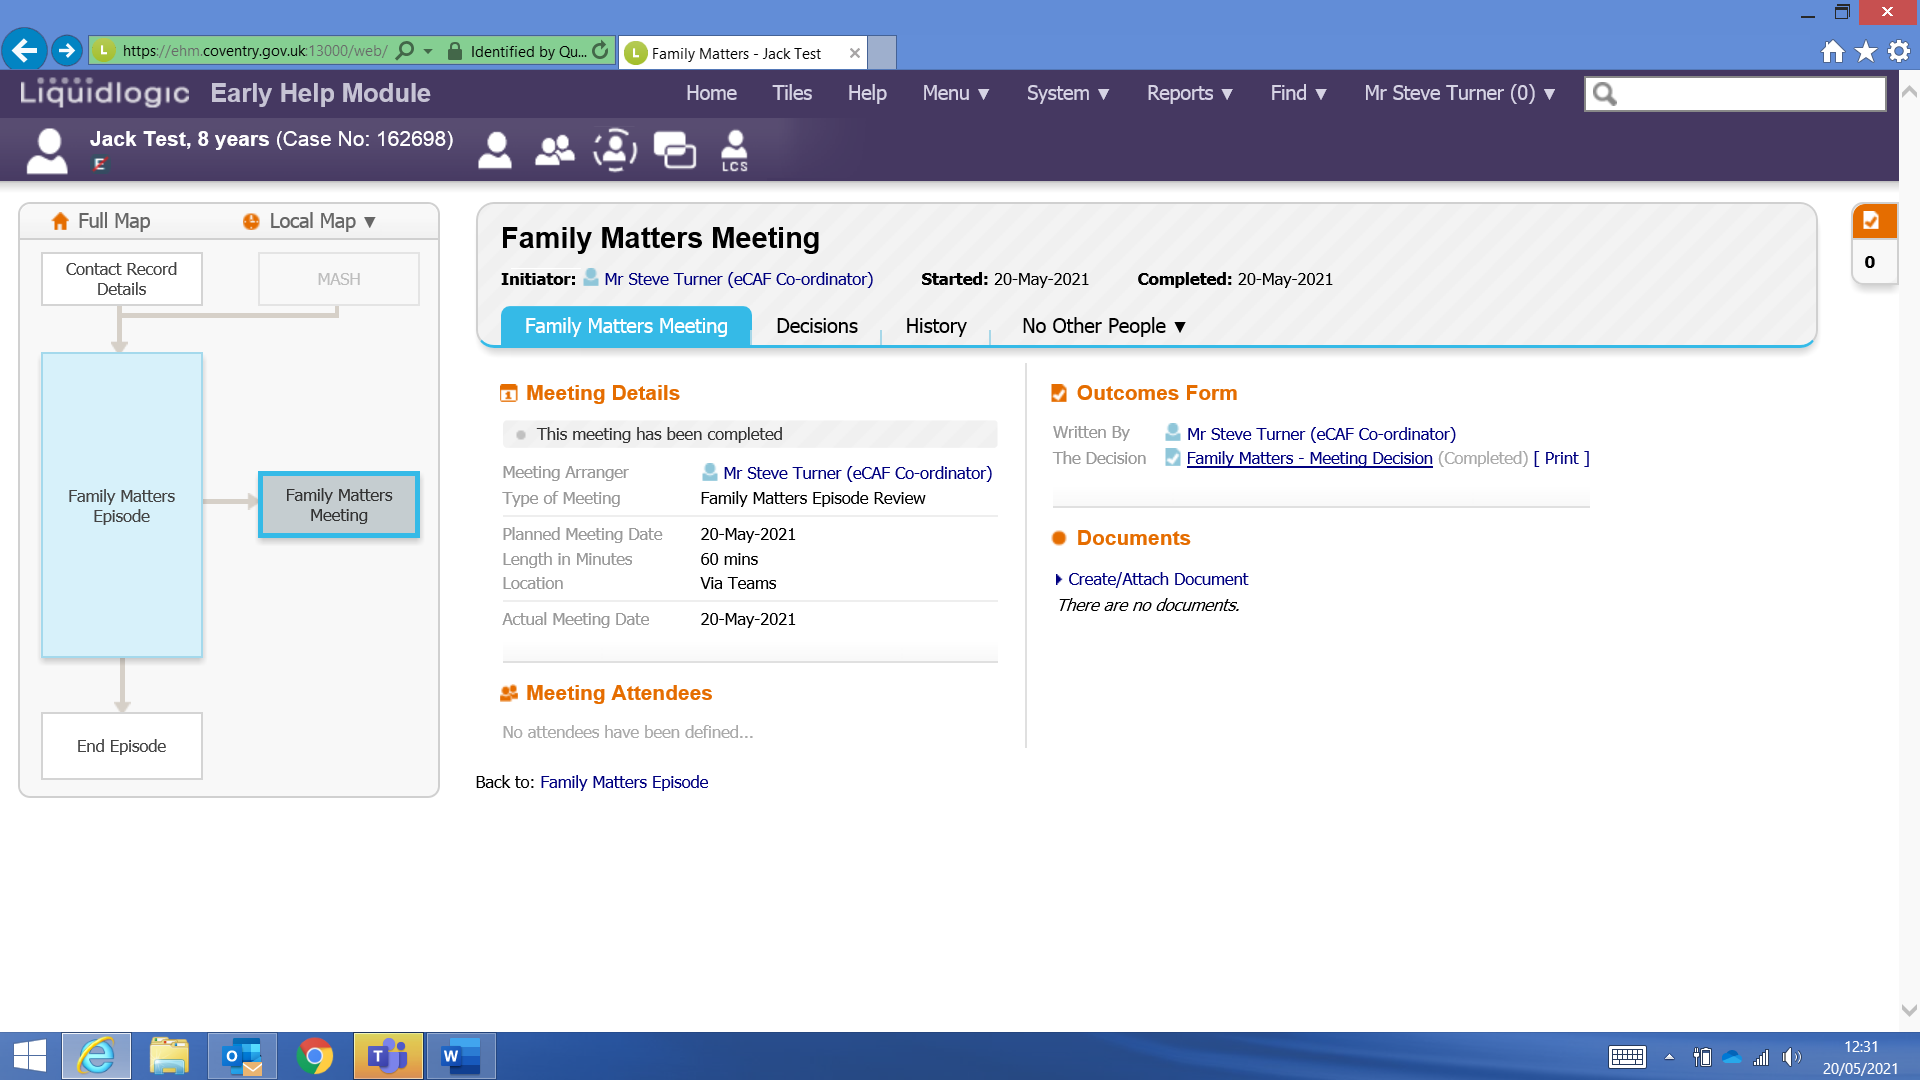 https://ehm.coventry.gov.uk:13000/web/ Identified by Qu... Family Matters - Jack Test
Liquidlogic Early Help Module Home Tiles Help Menu ▼ System ▼ Reports ▼ Find ▼ Mr Steve Turner (0) ▼
Jack Test, 8 years (Case No: 162698)
LCS
Full Map Local Map ▼
Contact Record
Details
MASH
Family Matters
Episode
Family Matters
Meeting
End Episode
Family Matters Meeting
Initiator: Mr Steve Turner (eCAF Co-ordinator) Started: 20-May-2021 Completed: 20-May-2021
Family Matters Meeting Decisions History No Other People ▼
0
Meeting Details
This meeting has been completed
Meeting Arranger Mr Steve Turner (eCAF Co-ordinator)
Type of Meeting Family Matters Episode Review
Planned Meeting Date 20-May-2021
Length in Minutes 60 mins
Location Via Teams
Actual Meeting Date 20-May-2021
Meeting Attendees
No attendees have been defined...
Outcomes Form
Written By Mr Steve Turner (eCAF Co-ordinator)
The Decision Family Matters - Meeting Decision (Completed) [ Print ]
Documents
Create/Attach Document
There are no documents.
Back to: Family Matters Episode
12:31
20/05/2021